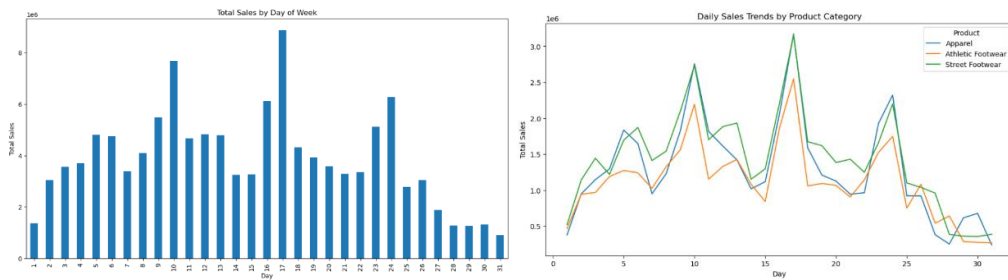 Total Sales by Day of Week
1e6
8
6
4
2
0
Total Sales
1 2 3 4 5 6 7 8 9 10 11 12 13 14 15 16 17 18 19 20 21 22 23 24 25 26 27 28 29 30 31
Day
Daily Sales Trends by Product Category
1e6
3.0
2.5
2.0
1.5
1.0
0.5
Total Sales
0 5 10 15 20 25 30
Day
Product
Apparel
Athletic Footwear
Street Footwear